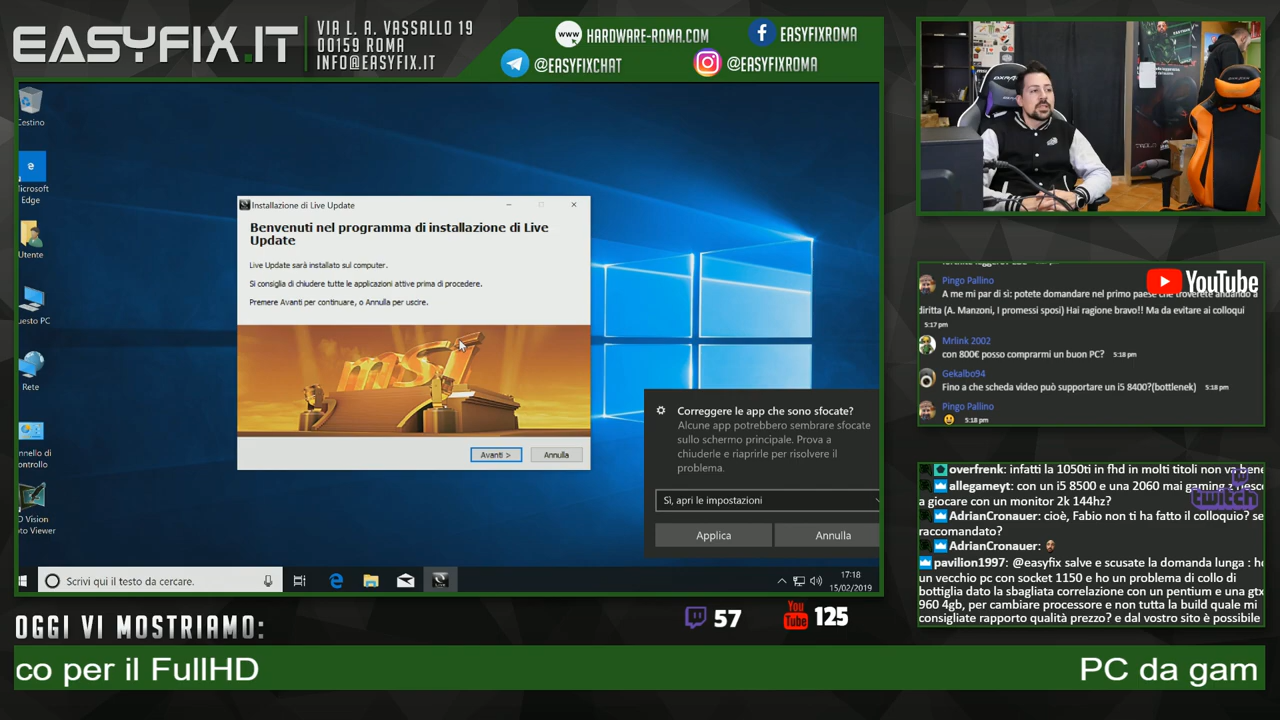 EASYFIX.IT
VIA L. A. VASSALLO 19
00159 ROMA
INFO@EASYFIX.IT
www HARDWARE-ROMA.COM
EASYFIXROMA
@EASYFIXCHAT
@EASYFIXROMA
Cestino
Microsoft
Edge
Utente
Questo PC
Rete
Pannello di
controllo
3D Vision
Photo Viewer
Installazione di Live Update
Benvenuti nel programma di installazione di Live
Update
Live Update sarà installato sul computer.
Si consiglia di chiudere tutte le applicazioni attive prima di procedere.
Premere Avanti per continuare, o Annulla per uscire.
msi
Avanti >
Annulla
Correggere le app che sono sfocate?
Alcune app potrebbero sembrare sfocate
sullo schermo principale. Prova a
chiuderle e riaprirle per risolvere il
problema.
Sì, apri le impostazioni
Applica
Annulla
Scrivi qui il testo da cercare.
17:18
15/02/2019
YouTube
5:18 pm
Pingo Pallino
A me mi par di sì: potete domandare nel primo paese che troverete andando a
diritta (A. Manzoni, I promessi sposi) Hai ragione bravo!! Ma da evitare ai colloqui
5:17 pm
Mrlink 2002
con 800€ posso comprarmi un buon PC? 5:18 pm
Gekalbo94
Fino a che scheda video può supportare un i5 8400?(bottlenek) 5:18 pm
Pingo Pallino
5:18 pm
overfrenk: infatti la 1050ti in fhd in molti titoli non va bene
allegameyt: con un i5 8500 e una 2060 mai gaming z riesco
a giocare con un monitor 2k 144hz?
twitch
AdrianCronauer: cioè, Fabio non ti ha fatto il colloquio? sei
raccomandato?
AdrianCronauer:
pavilion1997: @easyfix salve e scusate la domanda lunga : ho
un vecchio pc con socket 1150 e ho un problema di collo di
bottiglia dato la sbagliata correlazione con un pentium e una gtx
960 4gb, per cambiare processore e non tutta la build quale mi
consigliate rapporto qualità prezzo? e dal vostro sito è possibile
57
You Tube 125
OGGI VI MOSTRIAMO:
co per il FullHD
PC da gam